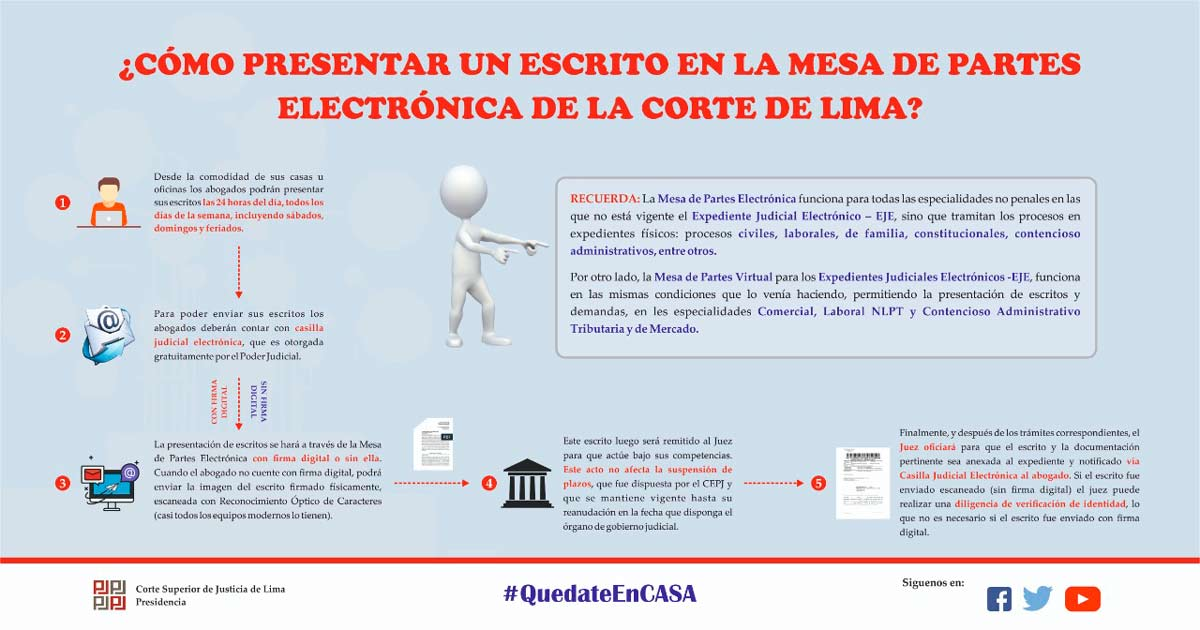 ¿CÓMO PRESENTAR UN ESCRITO EN LA MESA DE PARTES
ELECTRÓNICA DE LA CORTE DE LIMA?
1
Desde la comodidad de sus casas u
oficinas los abogados podrán presentar
sus escritos las 24 horas del día, todos los
días de la semana, incluyendo sábados,
domingos y feriados.
RECUERDA: La Mesa de Partes Electrónica funciona para todas las especialidades no penales en las
que no está vigente el Expediente Judicial Electrónico – EJE, sino que tramitan los procesos en
expedientes físicos: procesos civiles, laborales, de familia, constitucionales, contencioso
administrativos, entre otros.
Por otro lado, la Mesa de Partes Virtual para los Expedientes Judiciales Electrónicos -EJE, funciona
en las mismas condiciones que lo venía haciendo, permitiendo la presentación de escritos y
demandas, en les especialidades Comercial, Laboral NLPT y Contencioso Administrativo
Tributaria y de Mercado.
2
Para poder enviar sus escritos los
abogados deberán contar con casilla
judicial electrónica, que es otorgada
gratuitamente por el Poder Judicial.
CON FIRMA
DIGITAL
SIN FIRMA
DIGITAL
3
La presentación de escritos se hará a través de la Mesa
de Partes Electrónica con firma digital o sin ella.
Cuando el abogado no cuente con firma digital, podrá
enviar la imagen del escrito firmado físicamente,
escaneada con Reconocimiento Óptico de Caracteres
(casi todos los equipos modernos lo tienen).
PDF
4
Este escrito luego será remitido al Juez
para que actúe bajo sus competencias.
Este acto no afecta la suspensión de
plazos, que fue dispuesta por el CEPJ y
que se mantiene vigente hasta su
reanudación en la fecha que disponga el
órgano de gobierno judicial.
5
Finalmente, y después de los trámites correspondientes, el
Juez oficiará para que el escrito y la documentación
pertinente sea anexada al expediente y notificado via
Casilla Judicial Electrónica al abogado. Si el escrito fue
enviado escaneado (sin firma digital) el juez puede
realizar una diligencia de verificación de identidad, lo
que no es necesario si el escrito fue enviado con firma
digital.
Corte Superior de Justicia de Lima
Presidencia
#QuedateEnCASA
Siguenos en: